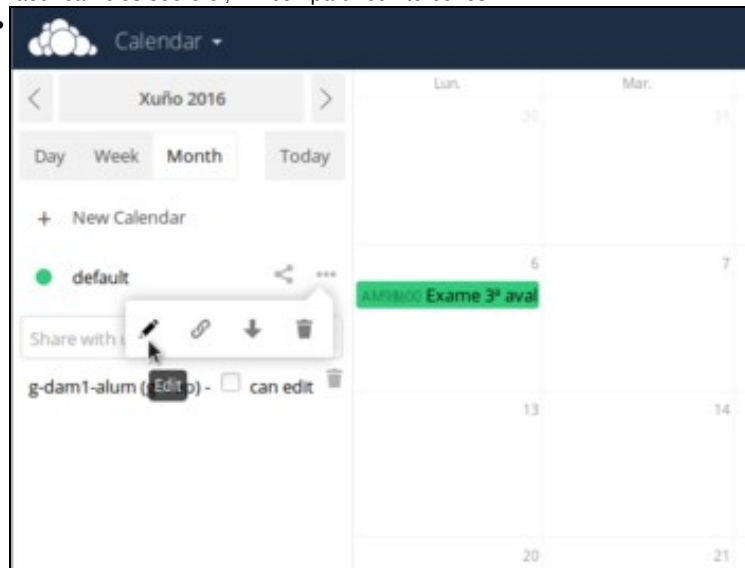 Calendar
Xuño 2016
Lun.
Mar.
30
31
Day Week Month Today
+ New Calendar
default
6
7
Exame 3ª aval
Share with
Edit
g-dam1-alum ( ) - can edit
13
14
20
21